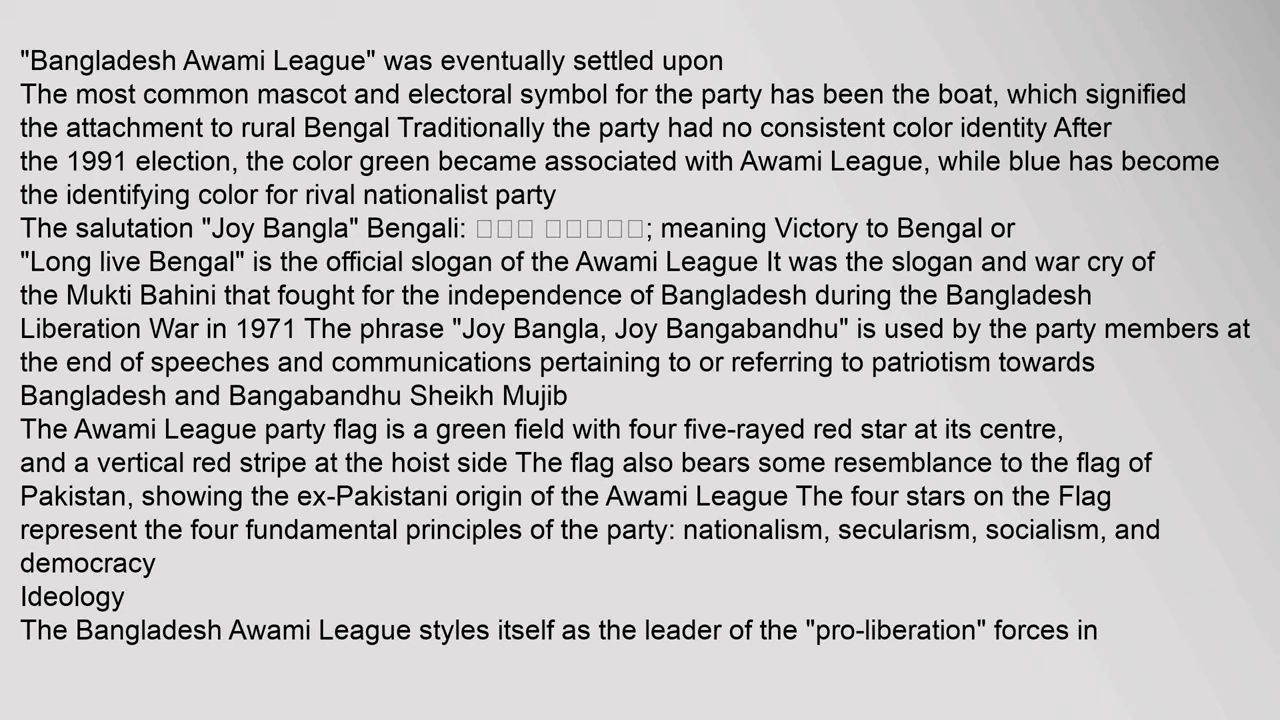 "Bangladesh Awami League" was eventually settled upon
The most common mascot and electoral symbol for the party has been the boat, which signified
the attachment to rural Bengal Traditionally the party had no consistent color identity After
the 1991 election, the color green became associated with Awami League, while blue has become
the identifying color for rival nationalist party
The salutation "Joy Bangla" Bengali: □□□ □□□□□; meaning Victory to Bengal or
"Long live Bengal" is the official slogan of the Awami League It was the slogan and war cry of
the Mukti Bahini that fought for the independence of Bangladesh during the Bangladesh
Liberation War in 1971 The phrase "Joy Bangla, Joy Bangabandhu" is used by the party members at
the end of speeches and communications pertaining to or referring to patriotism towards
Bangladesh and Bangabandhu Sheikh Mujib
The Awami League party flag is a green field with four five-rayed red star at its centre,
and a vertical red stripe at the hoist side The flag also bears some resemblance to the flag of
Pakistan, showing the ex-Pakistani origin of the Awami League The four stars on the Flag
represent the four fundamental principles of the party: nationalism, secularism, socialism, and
democracy
Ideology
The Bangladesh Awami League styles itself as the leader of the "pro-liberation" forces in